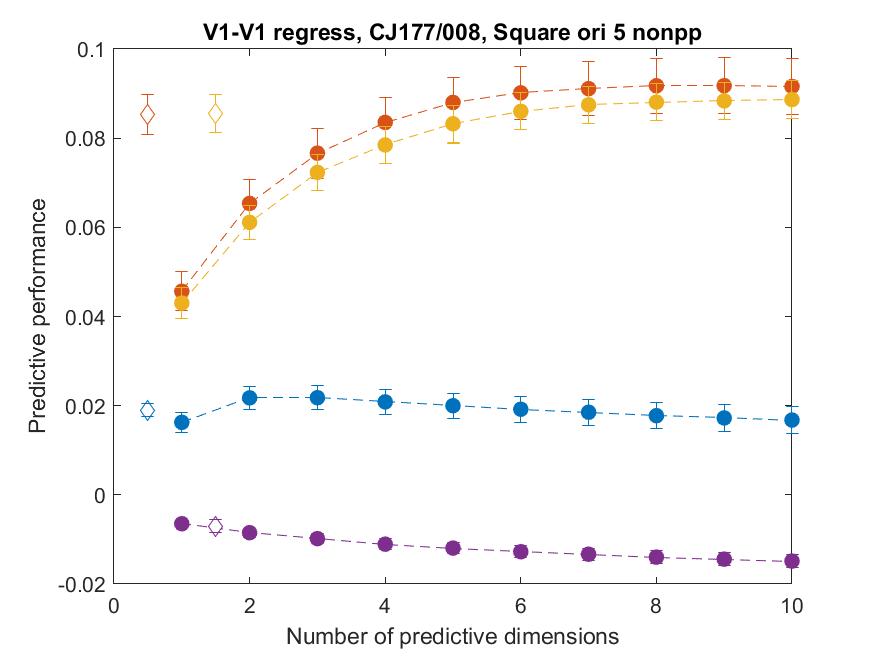 V1-V1 regress, CJ177/008, Square ori 5 nonpp
Predictive performance
0.1
0.08
0.06
0.04
0.02
0
-0.02
0 2 4 6 8 10
Number of predictive dimensions